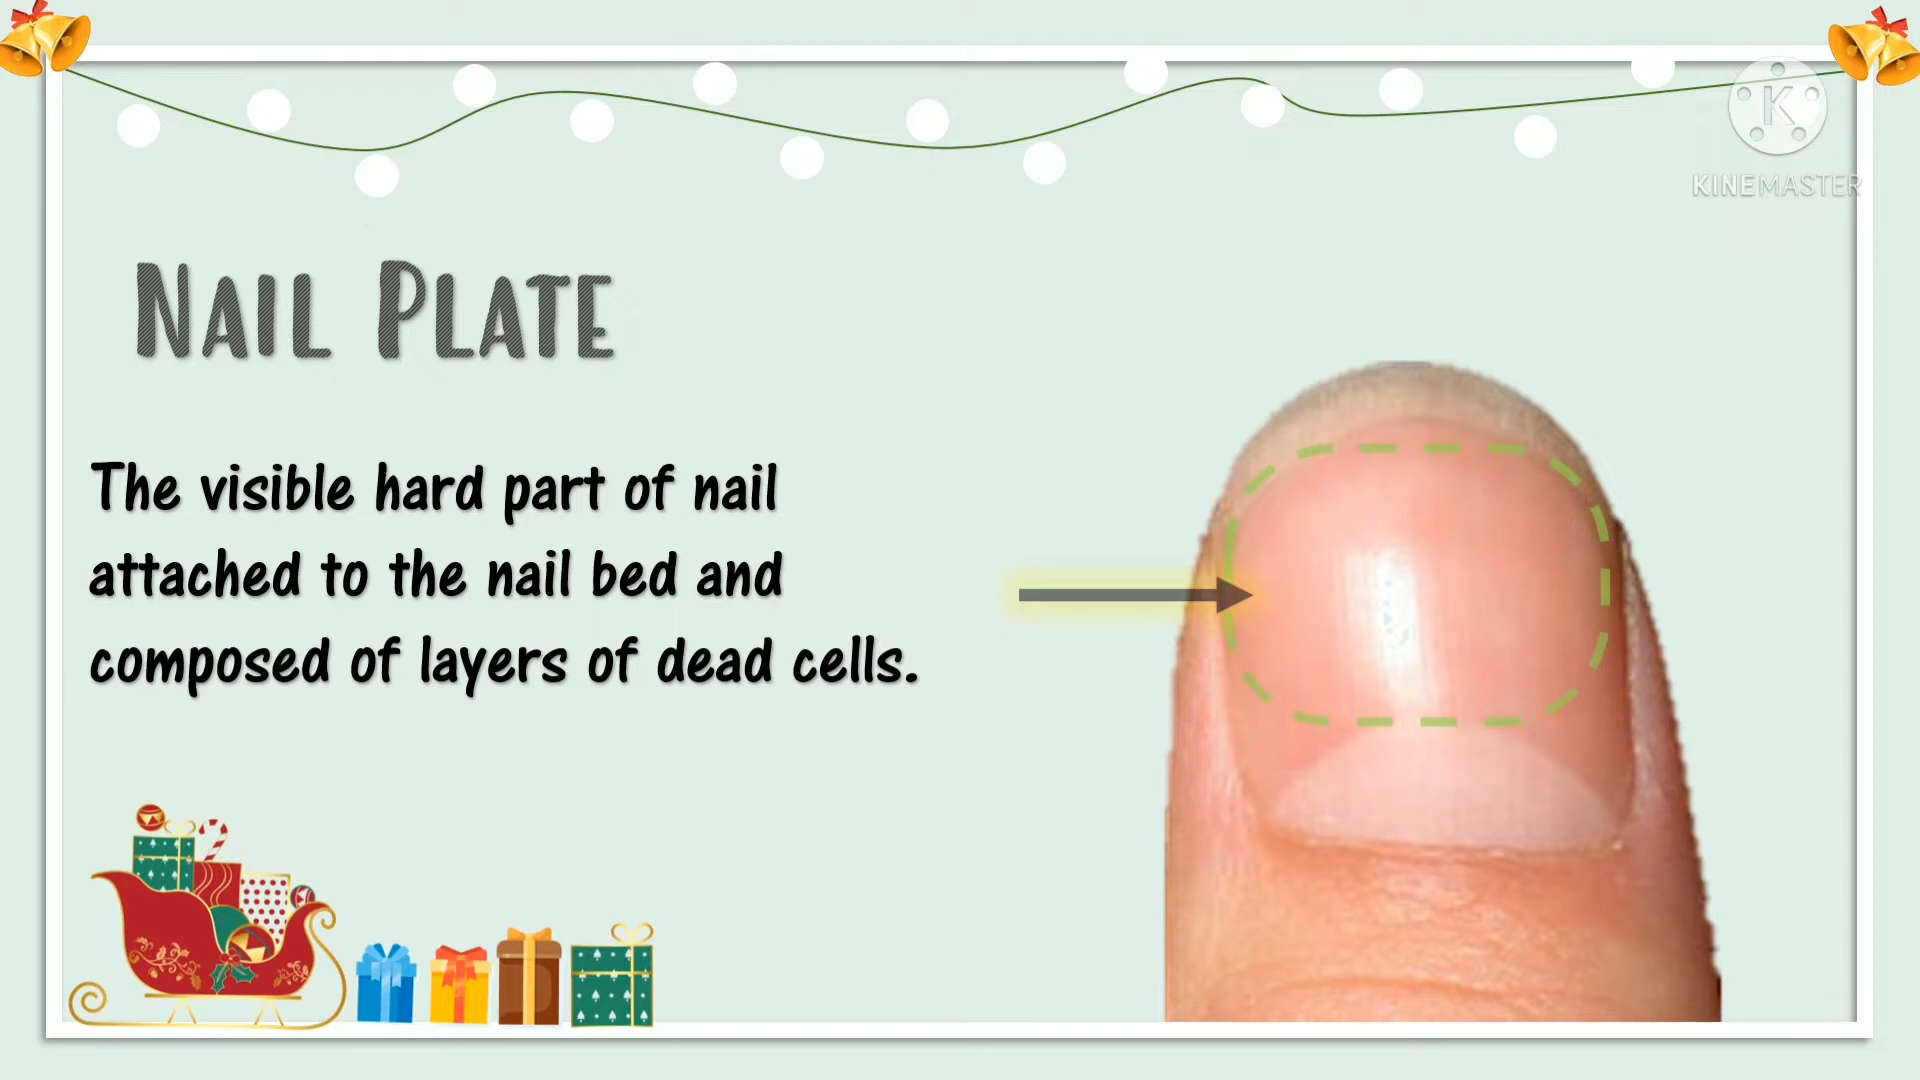 K
KINEMASTER
Nail Plate
The visible hard part of nail
attached to the nail bed and
composed of layers of dead cells.